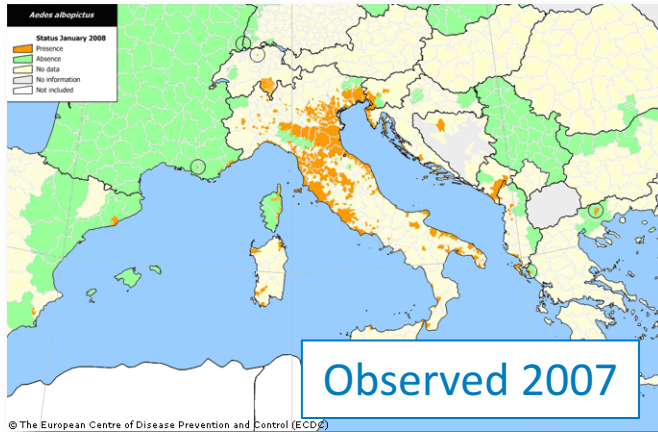 Aedes albopictus
Status January 2008
Presence
Absence
No data
No information
Not included
Observed 2007
© The European Centre of Disease Prevention and Control (ECDC)